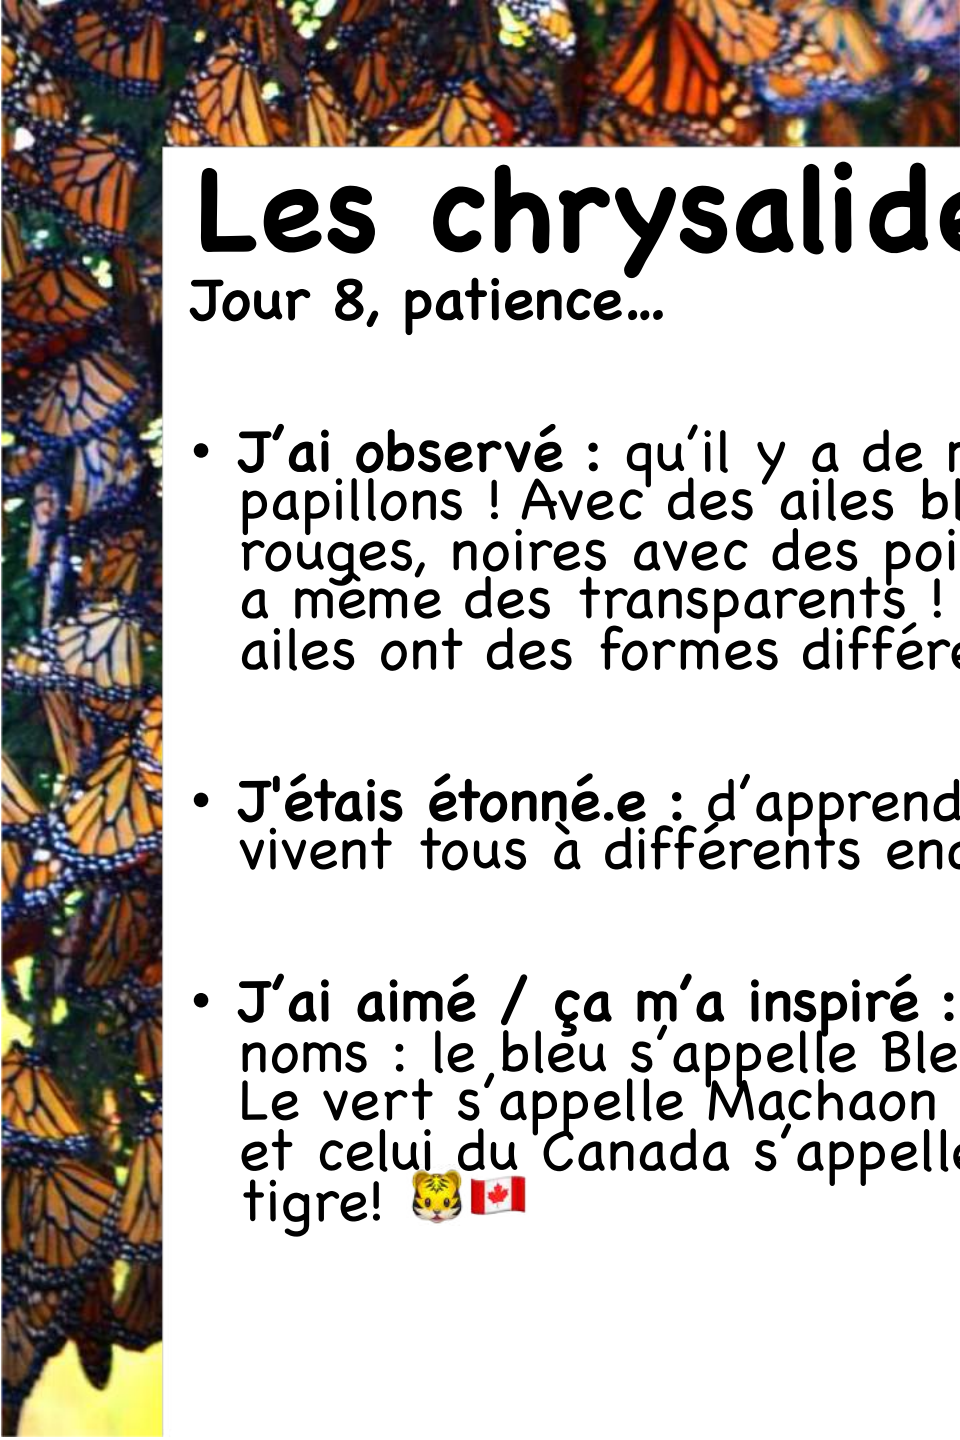 Les chrysalide
Jour 8, patience...
• J’ai observé : qu’il y a de
papillons ! Avec des ailes bl
rouges, noires avec des poi
a même des transparents !
ailes ont des formes différe
• J'étais étonné.e : d’apprend
vivent tous à différents end
• J’ai aimé / ça m’a inspiré :
noms : le bleu s’appelle Ble
Le vert s’appelle Machaon
et celui du Canada s’appelle
tigre! 🐯🇨🇦